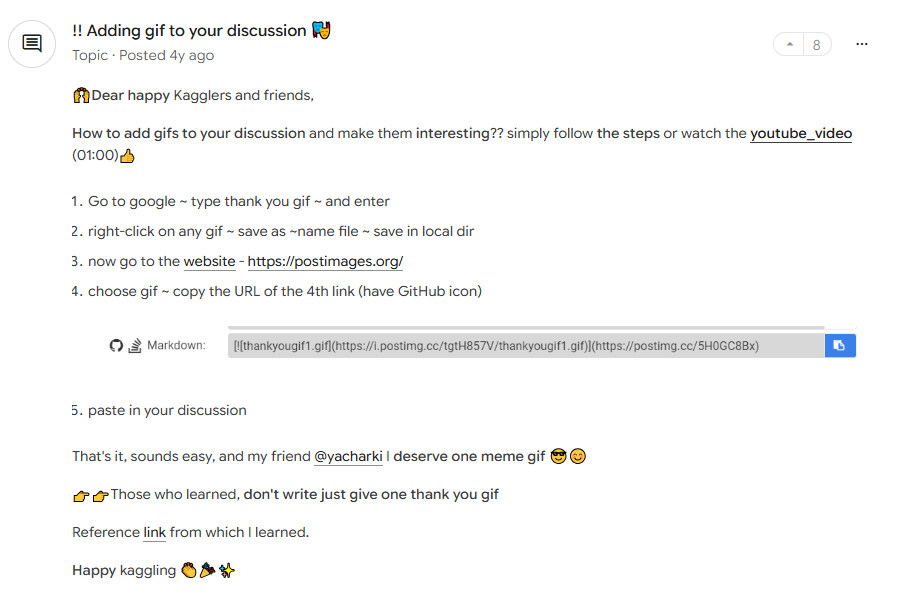 !! Adding gif to your discussion
Topic · Posted 4y ago
8
Dear happy Kagglers and friends,
How to add gifs to your discussion and make them interesting?? simply follow the steps or watch the youtube_video
(01:00)👍
1. Go to google ~ type thank you gif ~ and enter
2. right-click on any gif ~ save as ~name file ~ save in local dir
3. now go to the website - https://postimages.org/
4. choose gif ~ copy the URL of the 4th link (have GitHub icon)
Markdown: [![thankyougif1.gif](https://i.postimg.cc/tgtH857V/thankyougif1.gif)](https://postimg.cc/5H0GC8Bx)
5. paste in your discussion
That's it, sounds easy, and my friend @yacharki I deserve one meme gif 😎😊
👉👉Those who learned, don't write just give one thank you gif
Reference link from which I learned.
Happy kaggling 👏🎉✨